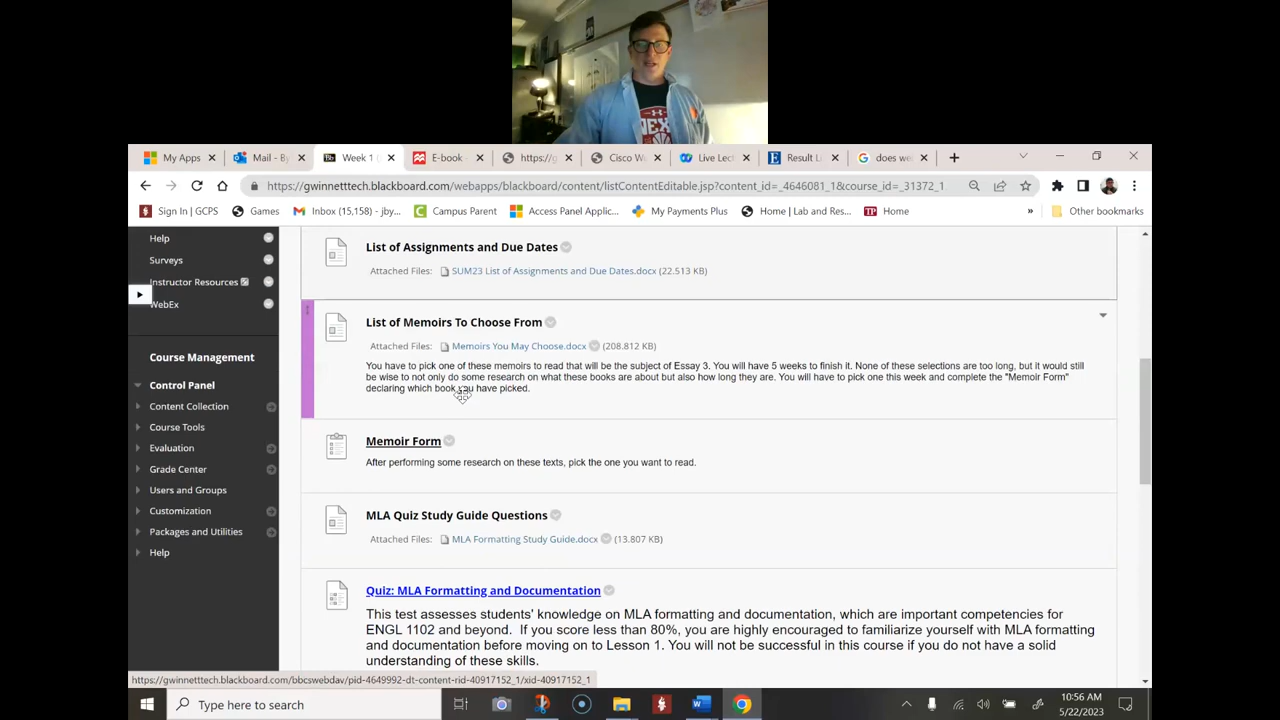 My Apps
Mail - By
Bb
Week 1 (
E-book -
https://g
Cisco W
Live Lect
E
Result Li
G
does we
https://gwinnetttech.blackboard.com/webapps/blackboard/content/listContentEditable.jsp?content_id=_4646081_1&course_id=_31372_1
Sign In | GCPS
Games
Inbox (15,158) - jby...
Campus Parent
Access Panel Applic...
My Payments Plus
Home | Lab and Res...
TP
Home
»
Other bookmarks
Help
Surveys
Instructor Resources
WebEx
Course Management
Control Panel
Content Collection
Course Tools
Evaluation
Grade Center
Users and Groups
Customization
Packages and Utilities
Help
List of Assignments and Due Dates
Attached Files: SUM23 List of Assignments and Due Dates.docx (22.513 KB)
List of Memoirs To Choose From
Attached Files: Memoirs You May Choose.docx (208.812 KB)
You have to pick one of these memoirs to read that will be the subject of Essay 3. You will have 5 weeks to finish it. None of these selections are too long, but it would still
be wise to not only do some research on what these books are about but also how long they are. You will have to pick one this week and complete the "Memoir Form"
declaring which book you have picked.
Memoir Form
After performing some research on these texts, pick the one you want to read.
MLA Quiz Study Guide Questions
Attached Files: MLA Formatting Study Guide.docx (13.807 KB)
Quiz: MLA Formatting and Documentation
This test assesses students' knowledge on MLA formatting and documentation, which are important competencies for
ENGL 1102 and beyond. If you score less than 80%, you are highly encouraged to familiarize yourself with MLA formatting
and documentation before moving on to Lesson 1. You will not be successful in this course if you do not have a solid
understanding of these skills.
https://gwinnetttech.blackboard.com/bbcswebdav/pid-4649992-dt-content-rid-40917152_1/xid-40917152_1
Type here to search
10:56 AM
5/22/2023